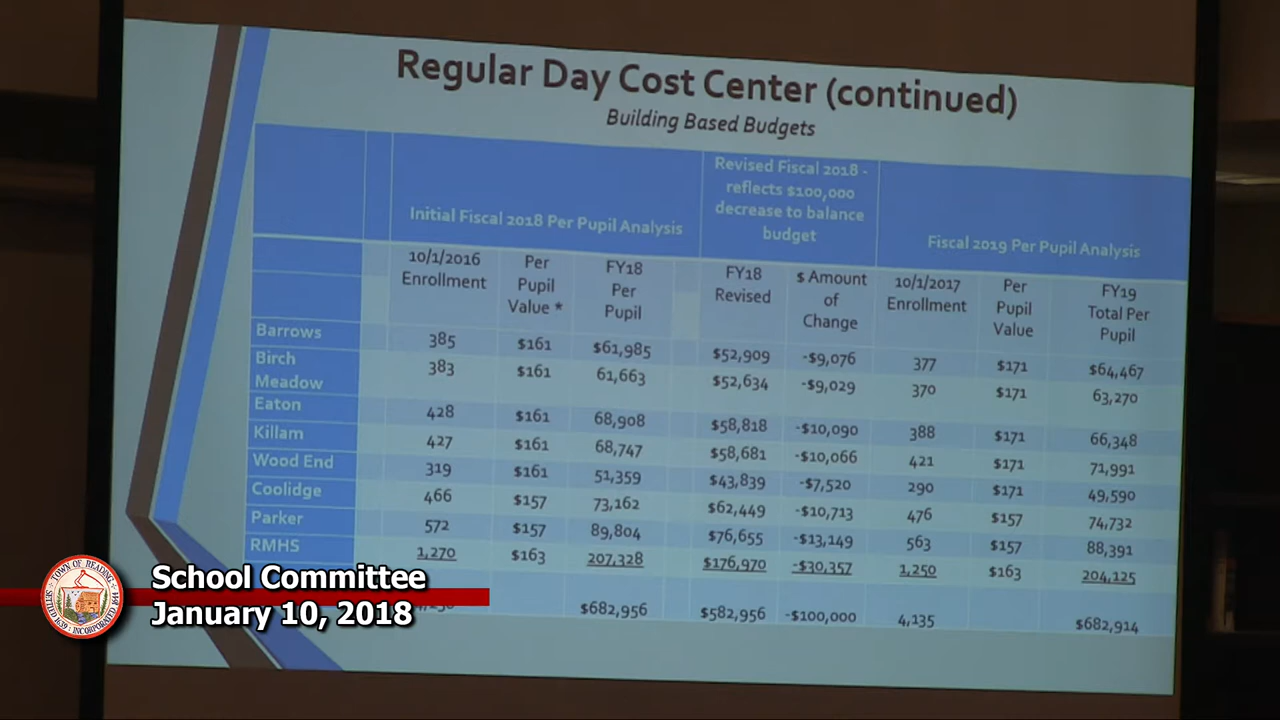 Regular Day Cost Center (continued)
Building Based Budgets
Initial Fiscal 2018 Per Pupil Analysis
Revised Fiscal 2018 -
reflects $100,000
decrease to balance
budget
Fiscal 2019 Per Pupil Analysis
10/1/2016
Enrollment
Per
Pupil
Value *
FY18
Per
Pupil
FY18
Revised
$ Amount
of
Change
10/1/2017
Enrollment
Per
Pupil
Value
FY19
Total Per
Pupil
Barrows 385 $161 $61,985 $52,909 -$9,076 377 $171 $64,467
Birch
Meadow 383 $161 61,663 $52,634 -$9,029 370 $171 63,270
Eaton 428 $161 68,908 $58,818 -$10,090 388 $171 66,348
Killam 427 $161 68,747 $58,681 -$10,066 421 $171 71,991
Wood End 319 $161 51,359 $43,839 -$7,520 290 $171 49,590
Coolidge 466 $157 73,162 $62,449 -$10,713 476 $157 74,732
Parker 572 $157 89,804 $76,655 -$13,149 563 $157 88,391
RMHS 1,270 $163 207,328 $176,970 -$30,357 1,250 $163 204,125
$682,956 $582,956 -$100,000 4,135 $682,914
TOWN OF READING
SETTLED 1639 INCORPORATED 1644
School Committee
January 10, 2018